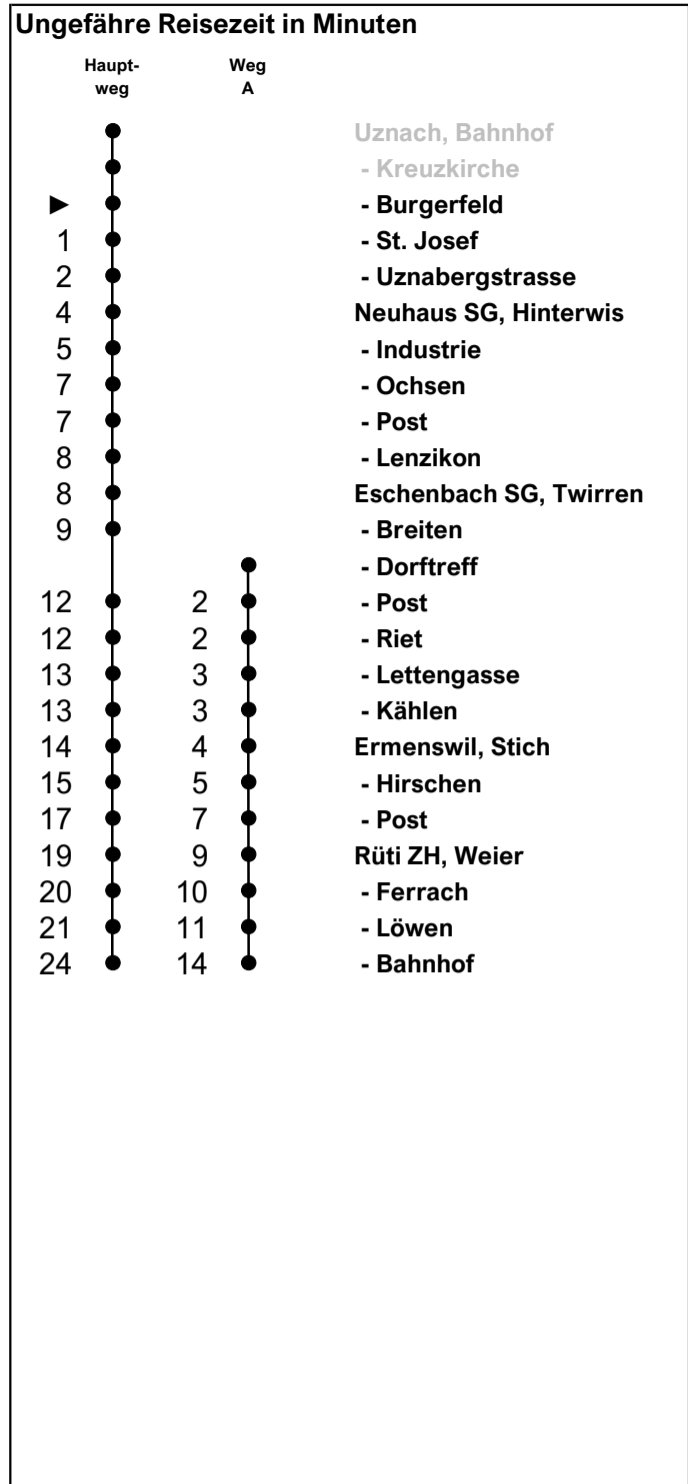 Ungefähre Reisezeit in Minuten
Haupt- Weg
weg A
Uznach, Bahnhof
- Kreuzkirche
► - Burgerfeld
1 - St. Josef
2 - Uznabergstrasse
4 Neuhaus SG, Hinterwis
5 - Industrie
7 - Ochsen
7 - Post
8 - Lenzikon
8 Eschenbach SG, Twirren
9 - Breiten
- Dorftreff
12 2 - Post
12 2 - Riet
13 3 - Lettengasse
13 3 - Kählen
14 4 Ermenswil, Stich
15 5 - Hirschen
17 7 - Post
19 9 Rüti ZH, Weier
20 10 - Ferrach
21 11 - Löwen
24 14 - Bahnhof